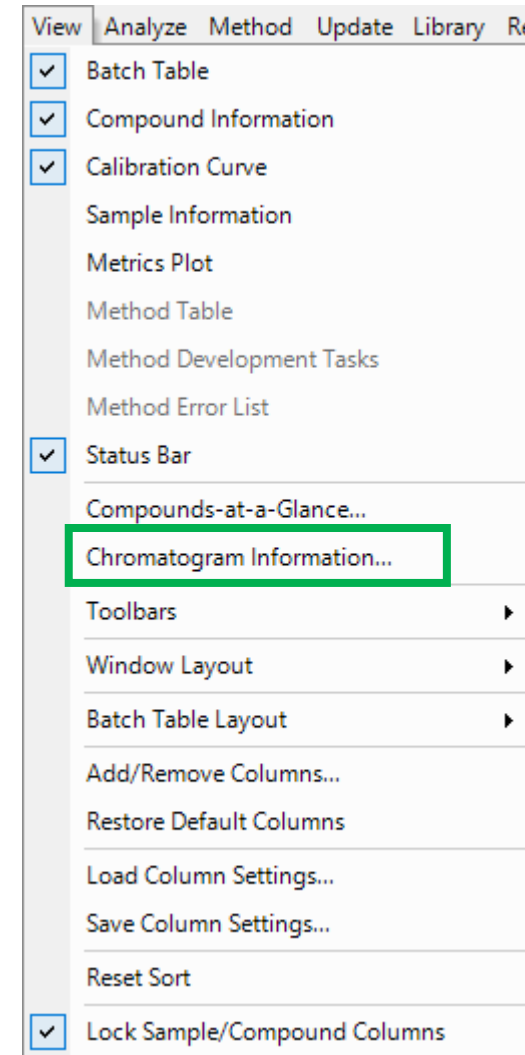 View Analyze Method Update Library Re
Batch Table
Compound Information
Calibration Curve
Sample Information
Metrics Plot
Method Table
Method Development Tasks
Method Error List
Status Bar
Compounds-at-a-Glance...
Chromatogram Information...
Toolbars
Window Layout
Batch Table Layout
Add/Remove Columns...
Restore Default Columns
Load Column Settings...
Save Column Settings...
Reset Sort
Lock Sample/Compound Columns